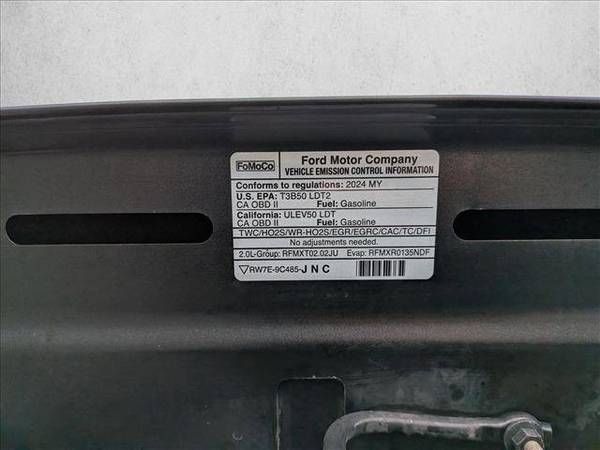 FoMoCo
Ford Motor Company
VEHICLE EMISSION CONTROL INFORMATION
Conforms to regulations: 2024 MY
U.S. EPA: T3B50 LDT2
CA OBD II Fuel: Gasoline
California: ULEV50 LDT
CA OBD II Fuel: Gasoline
TWC/HO2S/WR-HO2S/EGR/EGRC/CAC/TC/DFI
No adjustments needed.
2.0L-Group: RFMXT02.02JU Evap: RFMXR0135NDF
RW7E-9C485-J N C